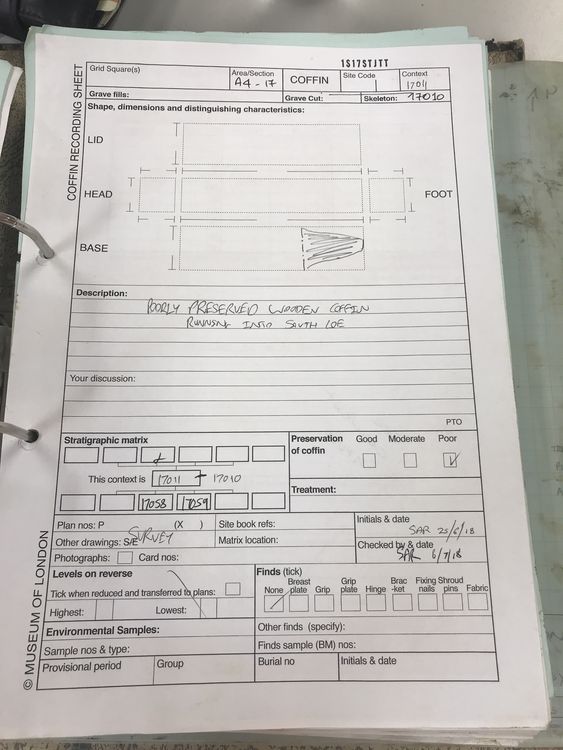 1S17STJTT
COFFIN RECORDING SHEET
Grid Square(s)
Area/Section
A4 - 17
COFFIN
Site Code
Context
17011
Grave fills:
Grave Cut:
Skeleton: 17010
Shape, dimensions and distinguishing characteristics:
LID
HEAD
FOOT
BASE
Description:
POORLY PRESERVED WOODEN COFFIN
RUNNING INTO SOUTH LOE
Your discussion:
PTO
Stratigraphic matrix
This context is 17011 17010
17058 17059
Preservation of coffin
Good Moderate Poor
Treatment:
Plan nos: P (X )
Site book refs:
Initials & date
SAR 25/6/18
Other drawings: S/E SURVEY
Matrix location:
Checked by & date
SAR 6/7/18
Photographs: Card nos:
Levels on reverse
Tick when reduced and transferred to plans:
Highest: Lowest:
Finds (tick)
None Breast plate Grip Grip plate Hinge Brac -ket Fixing nails Shroud pins Fabric
Other finds (specify):
Environmental Samples:
Sample nos & type:
Finds sample (BM) nos:
Provisional period
Group
Burial no
Initials & date
© MUSEUM OF LONDON